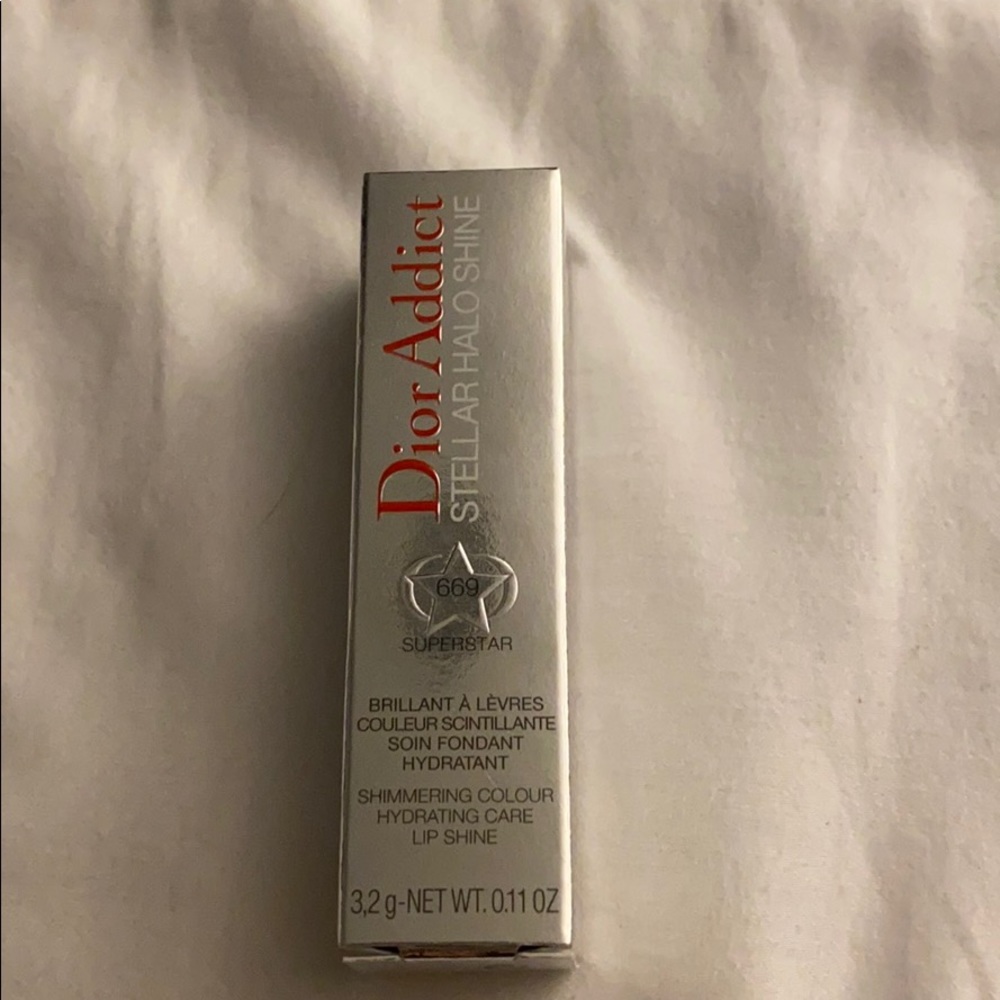 Dior Addict
STELLAR HALO SHINE
669
SUPERSTAR
BRILLANT À LÈVRES
COULEUR SCINTILLANTE
SOIN FONDANT
HYDRATANT
SHIMMERING COLOUR
HYDRATING CARE
LIP SHINE
3,2 g-NET WT. 0.11 OZ